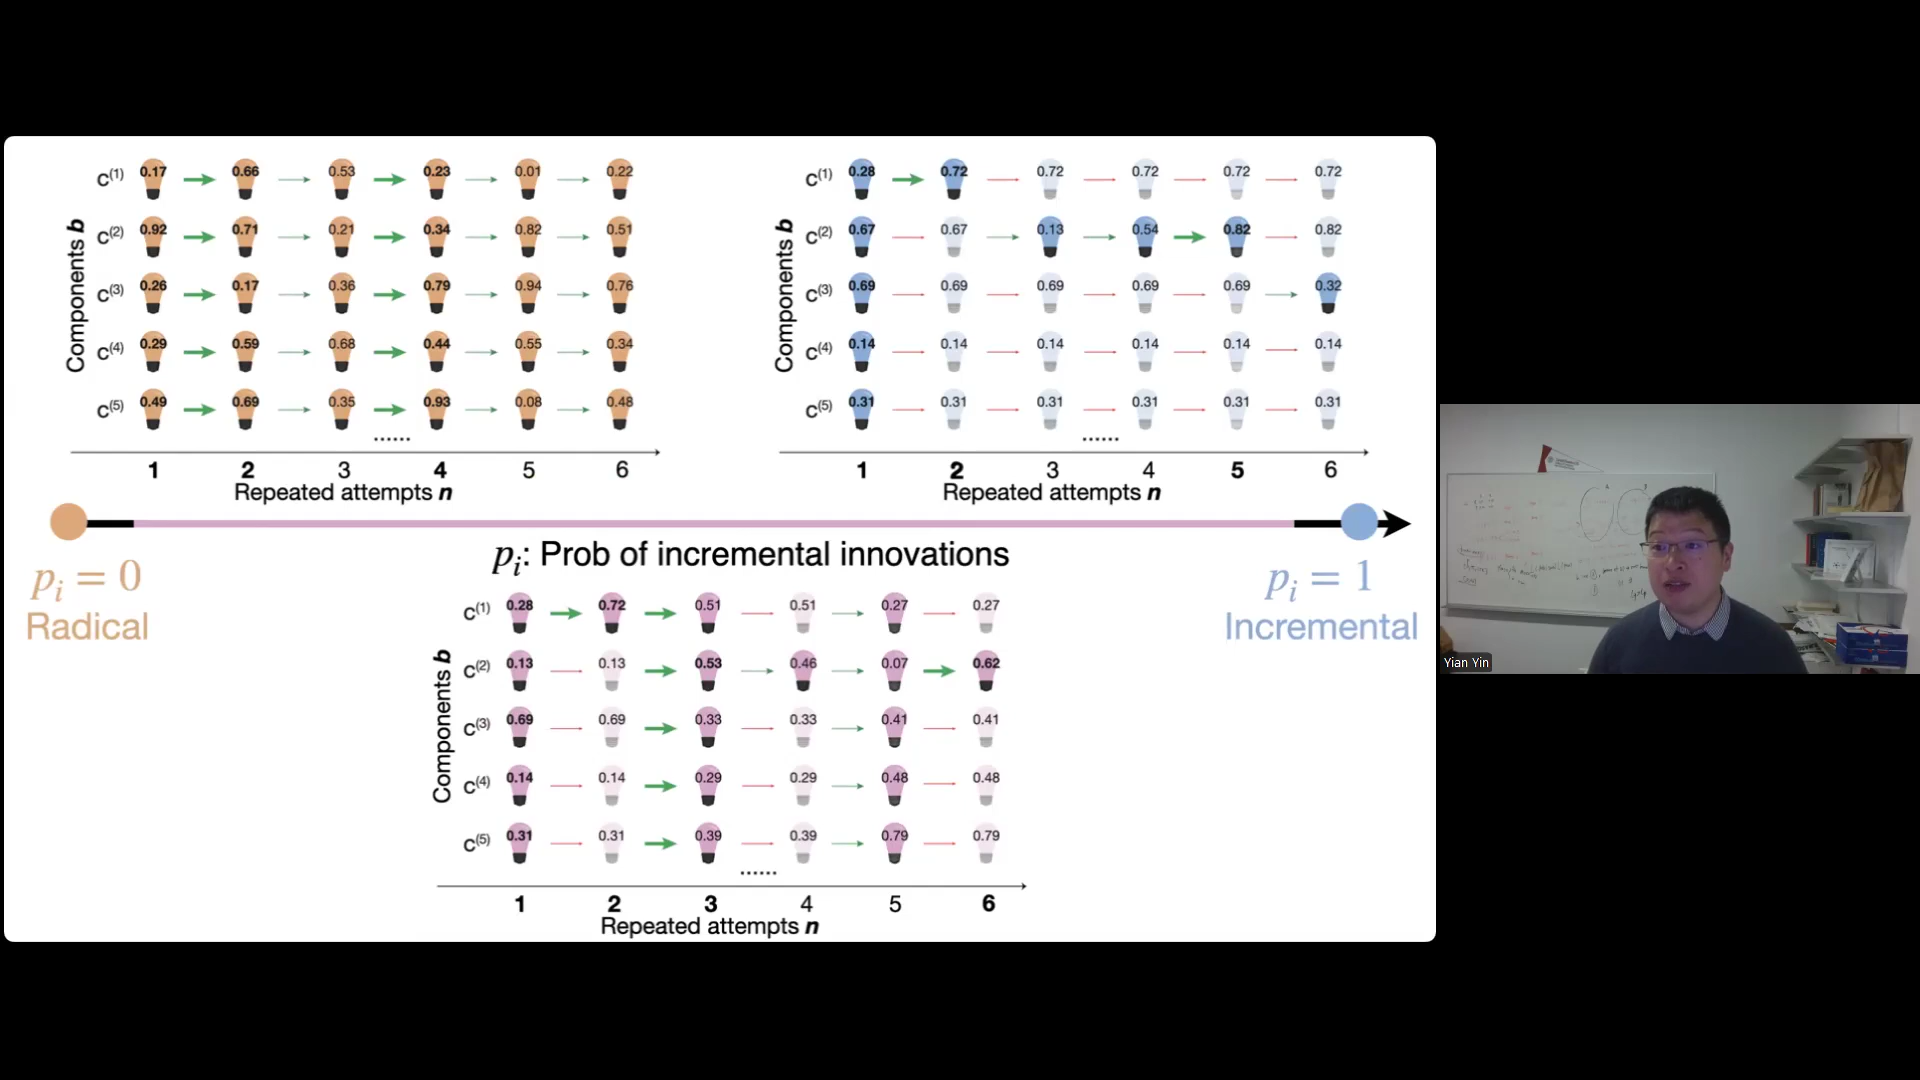 c(1) 0.17 0.66 0.53 0.23 0.01 0.22
c(2) 0.92 0.71 0.21 0.34 0.82 0.51
c(3) 0.26 0.17 0.36 0.79 0.94 0.76
c(4) 0.29 0.59 0.68 0.44 0.55 0.34
c(5) 0.49 0.69 0.35 0.93 0.08 0.48
Components b
......
1 2 3 4 5 6
Repeated attempts n
c(1) 0.28 0.72 0.72 0.72 0.72 0.72
c(2) 0.67 0.67 0.13 0.54 0.82 0.82
c(3) 0.69 0.69 0.69 0.69 0.69 0.32
c(4) 0.14 0.14 0.14 0.14 0.14 0.14
c(5) 0.31 0.31 0.31 0.31 0.31 0.31
Components b
......
1 2 3 4 5 6
Repeated attempts n
pi = 0
Radical
pi: Prob of incremental innovations
pi = 1
Incremental
c(1) 0.28 0.72 0.51 0.51 0.27 0.27
c(2) 0.13 0.13 0.53 0.46 0.07 0.62
c(3) 0.69 0.69 0.33 0.33 0.41 0.41
c(4) 0.14 0.14 0.29 0.29 0.48 0.48
c(5) 0.31 0.31 0.39 0.39 0.79 0.79
Components b
......
1 2 3 4 5 6
Repeated attempts n
Yian Yin